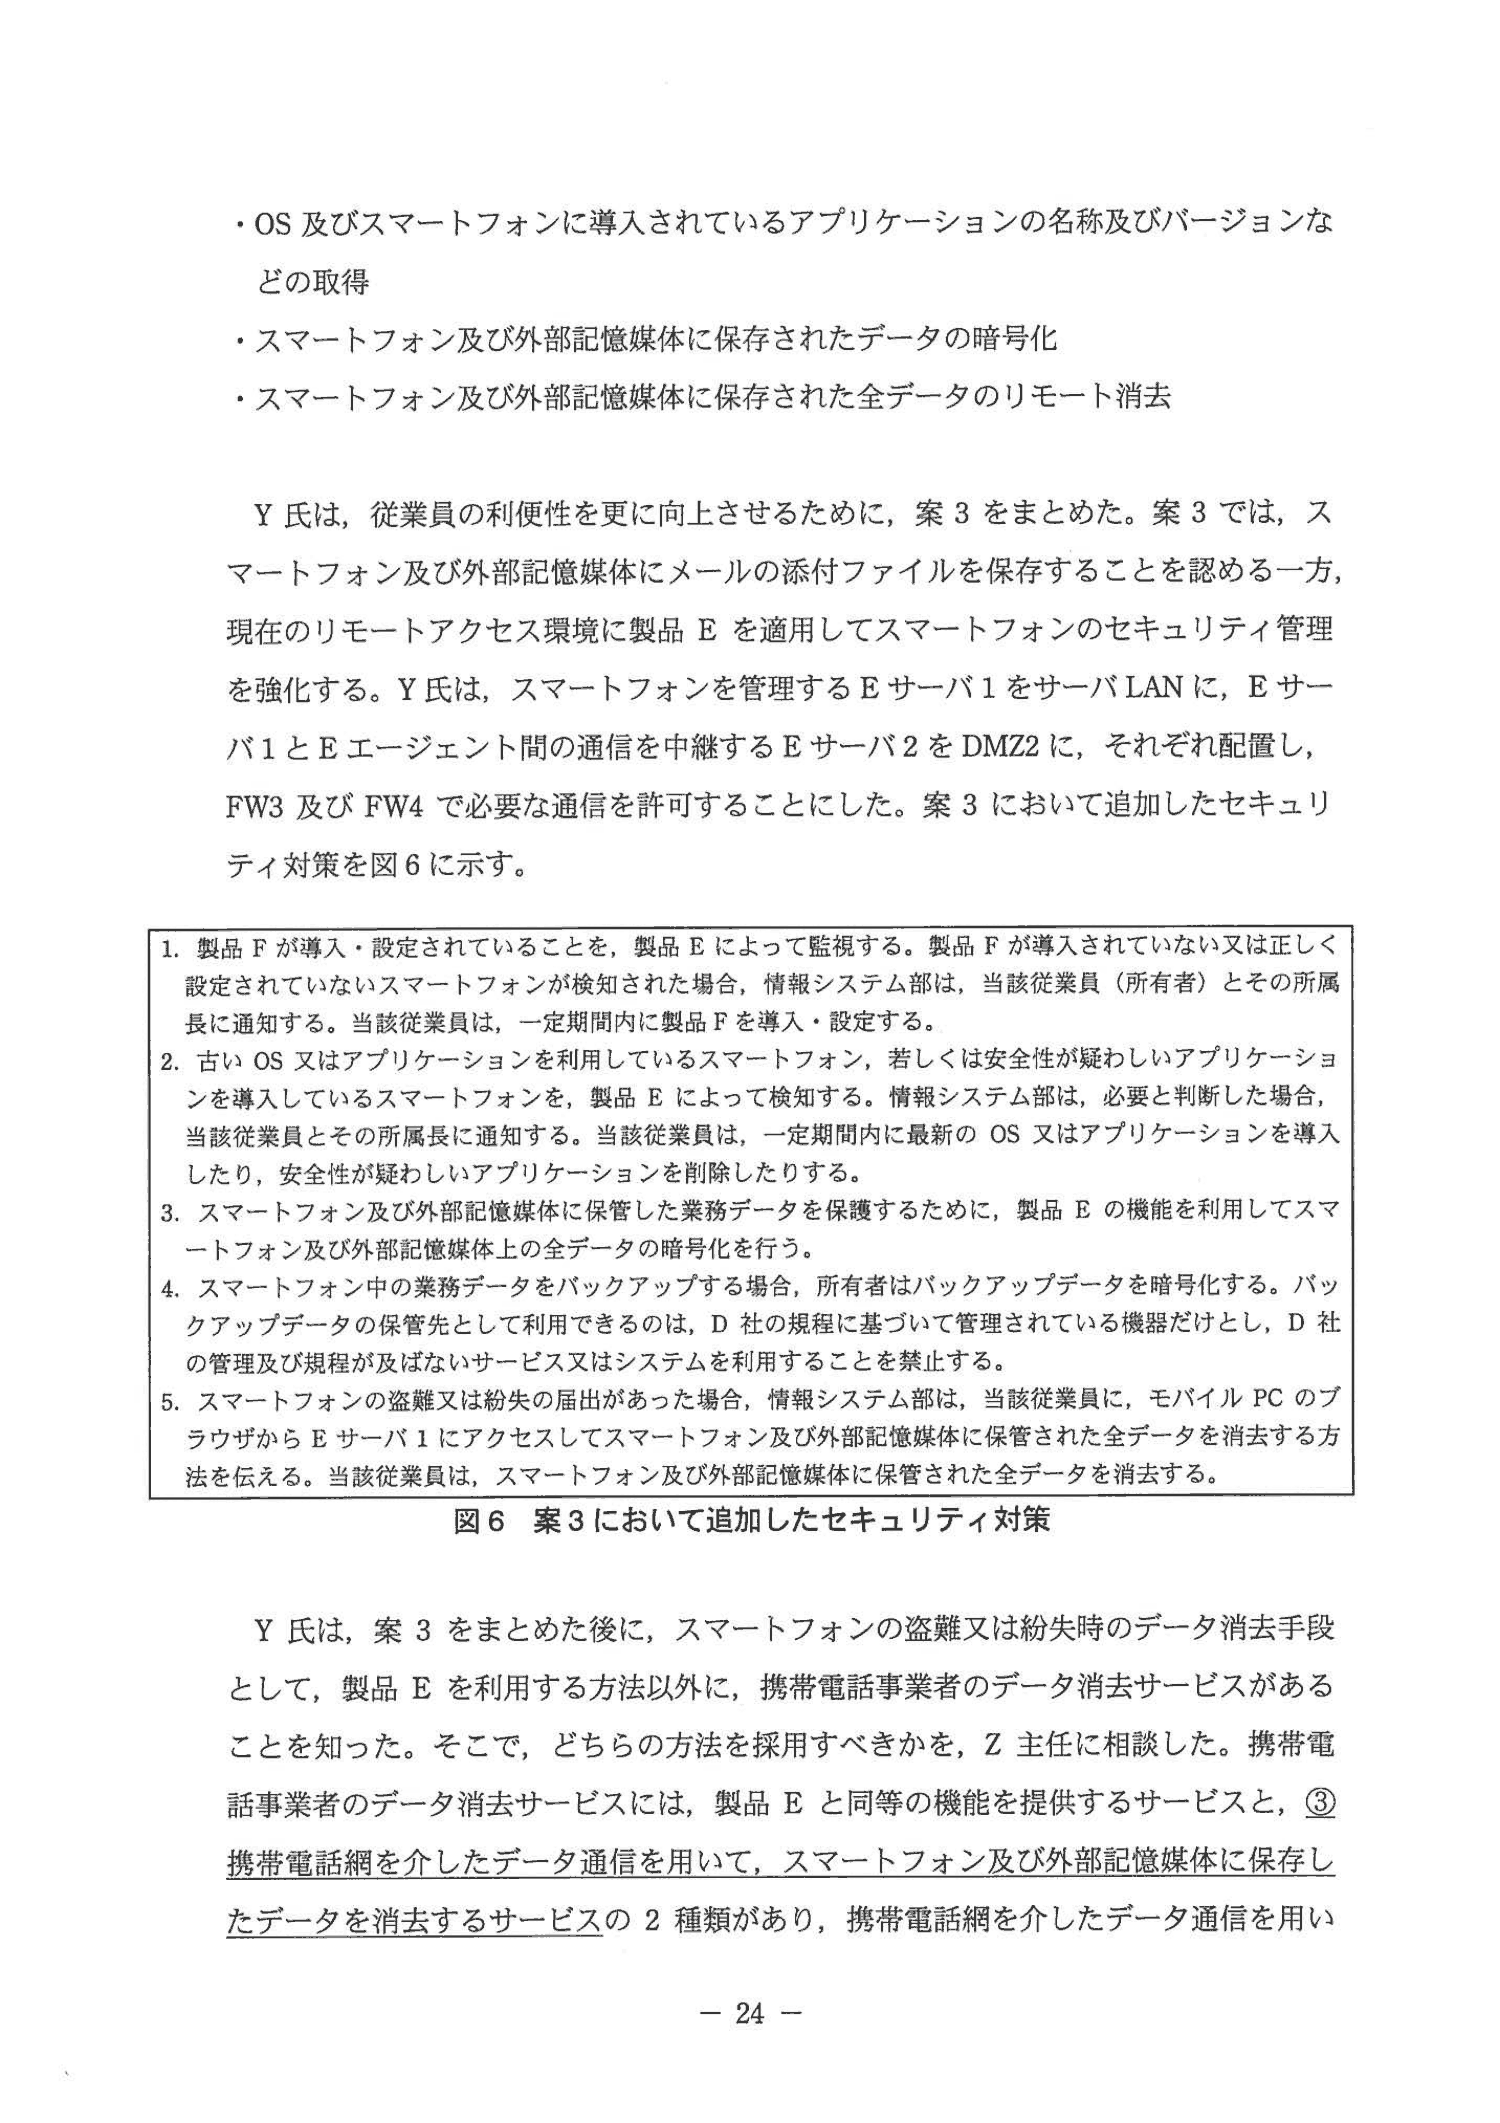 ・OS 及びスマートフォンに導入されているアプリケーションの名称及びバージョンな
どの取得
・スマートフォン及び外部記憶媒体に保存されたデータの暗号化
・スマートフォン及び外部記憶媒体に保存された全データのリモート消去
Y 氏は，従業員の利便性を更に向上させるために，案 3 をまとめた。案 3 では，ス
マートフォン及び外部記憶媒体にメールの添付ファイルを保存することを認める一方，
現在のリモートアクセス環境に製品 E を適用してスマートフォンのセキュリティ管理
を強化する。Y 氏は，スマートフォンを管理する E サーバ 1 をサーバ LAN に，E サー
バ 1 と E エージェント間の通信を中継する E サーバ 2 を DMZ2 に，それぞれ配置し，
FW3 及び FW4 で必要な通信を許可することにした。案 3 において追加したセキュリ
ティ対策を図 6 に示す。
1. 製品 F が導入・設定されていることを，製品 E によって監視する。製品 F が導入されていない又は正しく
設定されていないスマートフォンが検知された場合，情報システム部は，当該従業員（所有者）とその所属
長に通知する。当該従業員は，一定期間内に製品 F を導入・設定する。
2. 古い OS 又はアプリケーションを利用しているスマートフォン，若しくは安全性が疑わしいアプリケーショ
ンを導入しているスマートフォンを，製品 E によって検知する。情報システム部は，必要と判断した場合，
当該従業員とその所属長に通知する。当該従業員は，一定期間内に最新の OS 又はアプリケーションを導入
したり，安全性が疑わしいアプリケーションを削除したりする。
3. スマートフォン及び外部記憶媒体に保管した業務データを保護するために，製品 E の機能を利用してスマ
ートフォン及び外部記憶媒体上の全データの暗号化を行う。
4. スマートフォン中の業務データをバックアップする場合，所有者はバックアップデータを暗号化する。バッ
クアップデータの保管先として利用できるのは，D 社の規程に基づいて管理されている機器だけとし，D 社
の管理及び規程が及ばないサービス又はシステムを利用することを禁止する。
5. スマートフォンの盗難又は紛失の届出があった場合，情報システム部は，当該従業員に，モバイル PC のブ
ラウザから E サーバ 1 にアクセスしてスマートフォン及び外部記憶媒体に保管された全データを消去する方
法を伝える。当該従業員は，スマートフォン及び外部記憶媒体に保管された全データを消去する。
図 6 案 3 において追加したセキュリティ対策
Y 氏は，案 3 をまとめた後に，スマートフォンの盗難又は紛失時のデータ消去手段
として，製品 E を利用する方法以外に，携帯電話事業者のデータ消去サービスがある
ことを知った。そこで，どちらの方法を採用すべきかを，Z 主任に相談した。携帯電
話事業者のデータ消去サービスには，製品 E と同等の機能を提供するサービスと，③
携帯電話網を介したデータ通信を用いて，スマートフォン及び外部記憶媒体に保存し
たデータを消去するサービスの 2 種類があり，携帯電話網を介したデータ通信を用い
－ 24 －